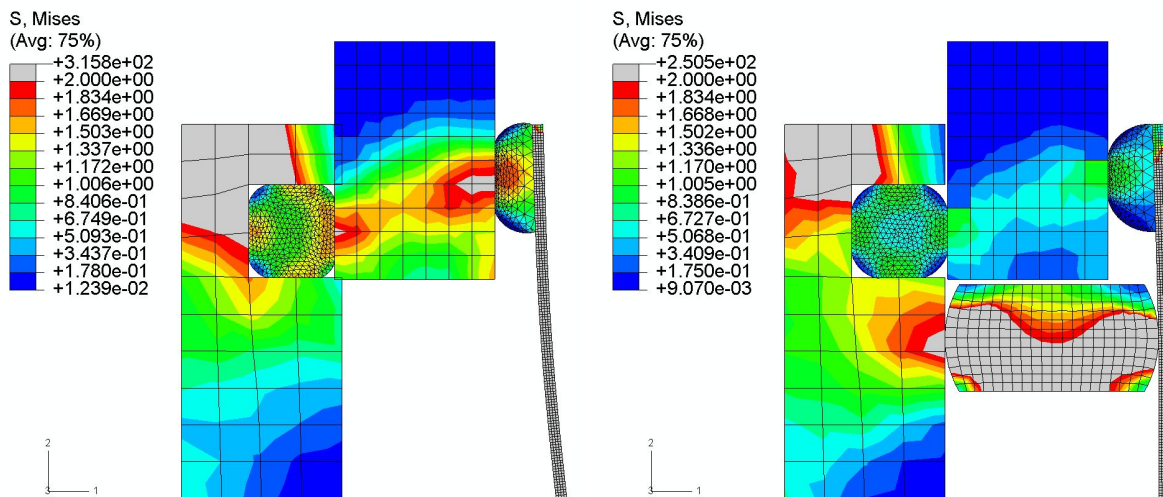 S, Mises
(Avg: 75%)
+3.158e+02
+2.000e+00
+1.834e+00
+1.669e+00
+1.503e+00
+1.337e+00
+1.172e+00
+1.006e+00
+8.406e-01
+6.749e-01
+5.093e-01
+3.437e-01
+1.780e-01
+1.239e-02
2
3
1
S, Mises
(Avg: 75%)
+2.505e+02
+2.000e+00
+1.834e+00
+1.668e+00
+1.502e+00
+1.336e+00
+1.170e+00
+1.005e+00
+8.386e-01
+6.727e-01
+5.068e-01
+3.409e-01
+1.750e-01
+9.070e-03
2
3
1